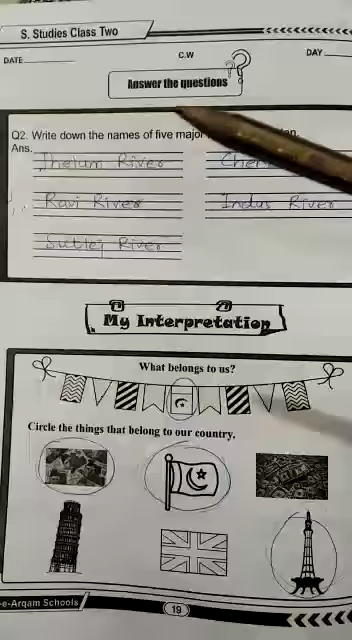 S. Studies Class Two
DATE
C.W
DAY
Answer the questions
??
Q2. Write down the names of five major
Ans.
Jhelum River
Ravi River Indus River
Sutlej River
My Interpretation
What belongs to us?
Circle the things that belong to our country.
e-Arqam Schools
19